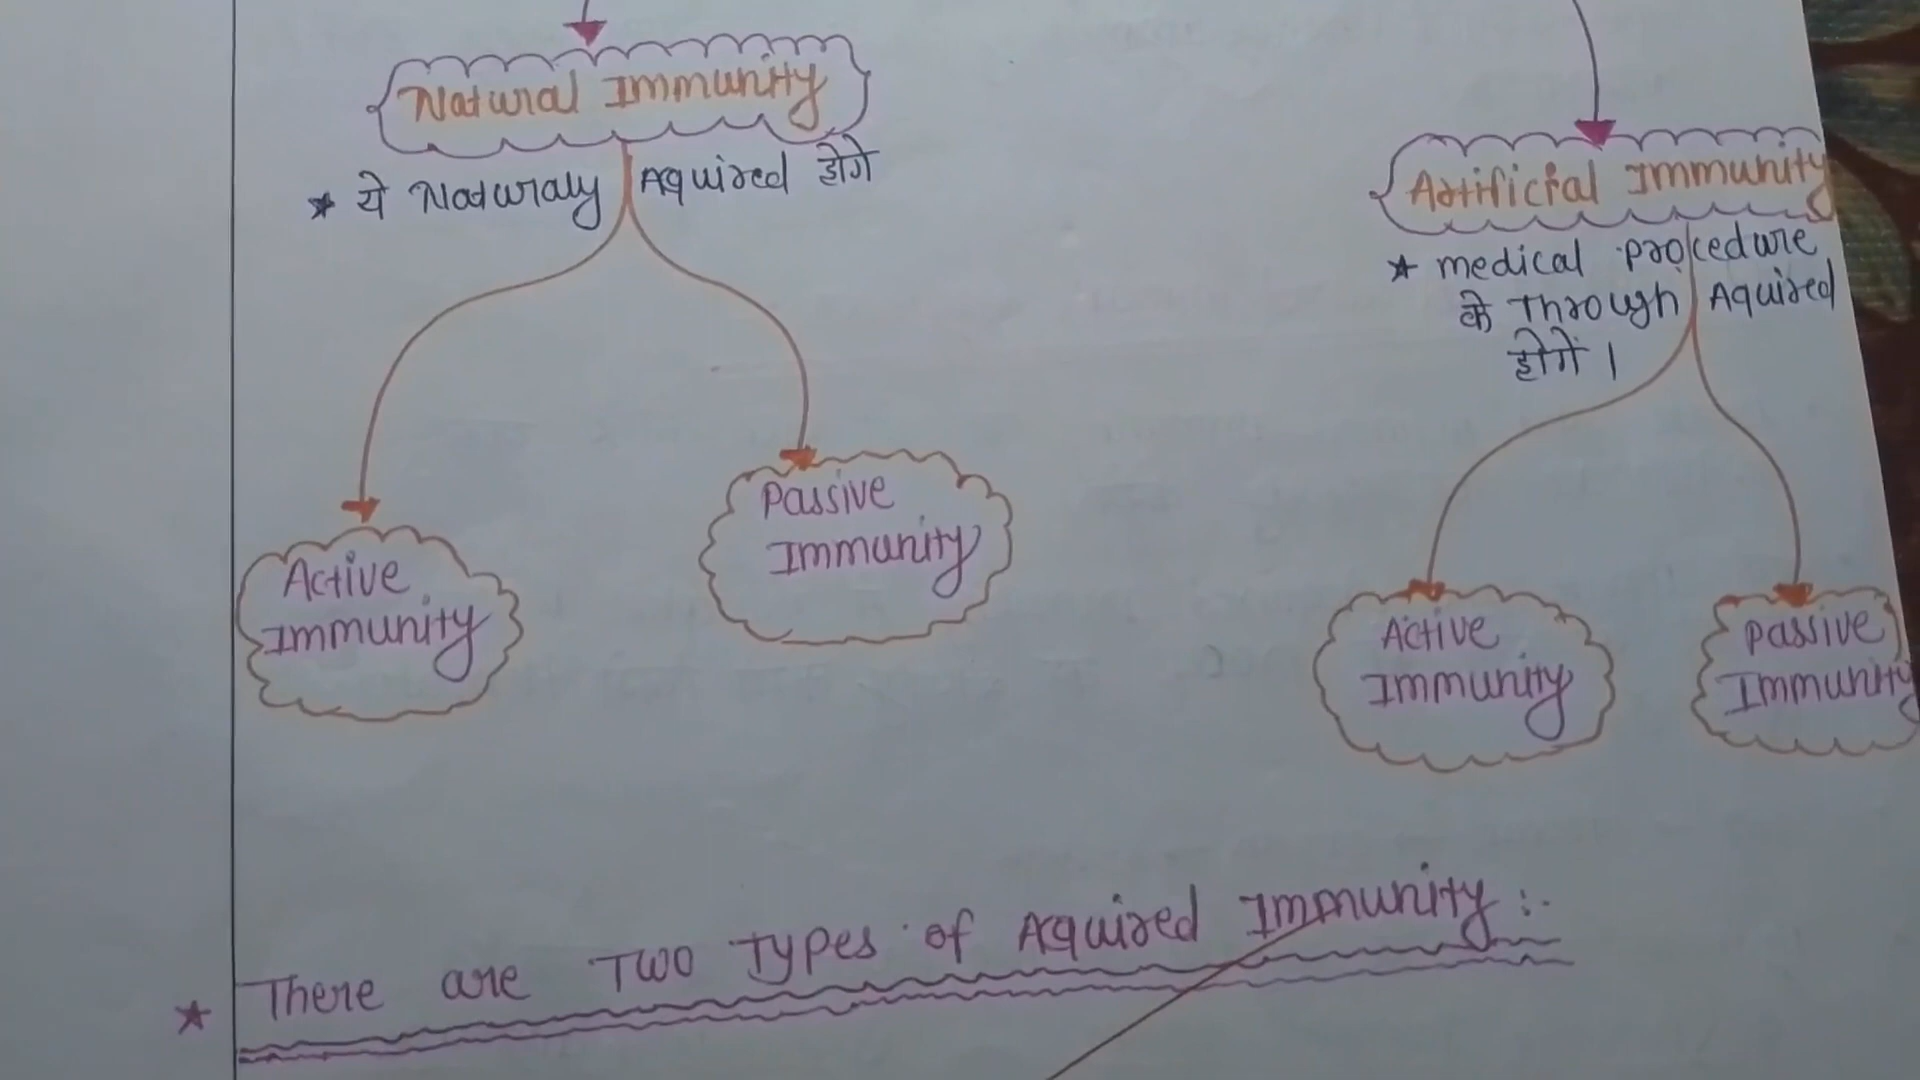 Natural Immunity
★ ये Naturaly Aquired होगे
Active
Immunity
Passive
Immunity
Artificial Immunity
★ medical procedure
के Through Aquired
होगें ।
Active
Immunity
Passive
Immunity
★ There are Two Types of Acquired Immunity :-